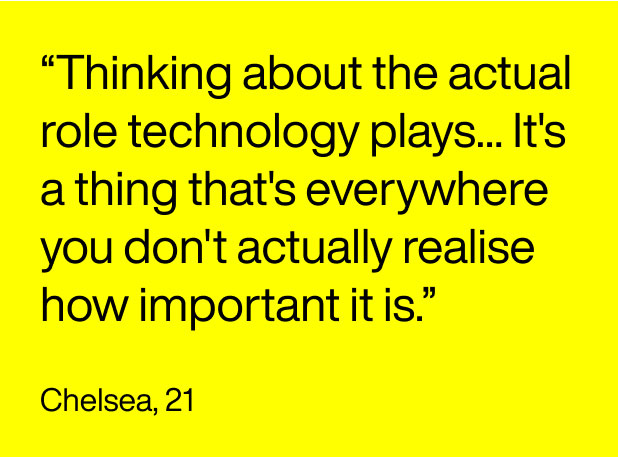 “Thinking about the actual
role technology plays... It's
a thing that's everywhere
you don't actually realise
how important it is.”
Chelsea, 21